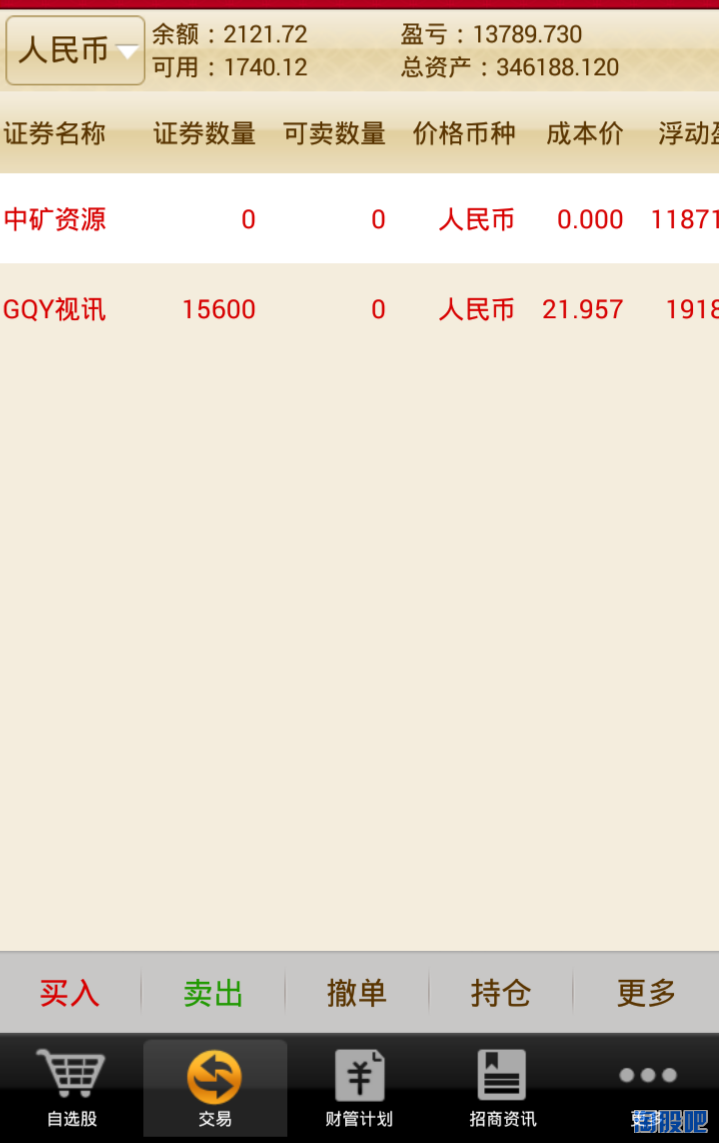 人民币
余额：2121.72 盈亏：13789.730
可用：1740.12 总资产：346188.120
证券名称 证券数量 可卖数量 价格币种 成本价 浮动盈
中矿资源 0 0 人民币 0.000 11871
GQY视讯 15600 0 人民币 21.957 1918
买入 卖出 撤单 持仓 更多
自选股 交易 财管计划 招商资讯 更多
淘股吧